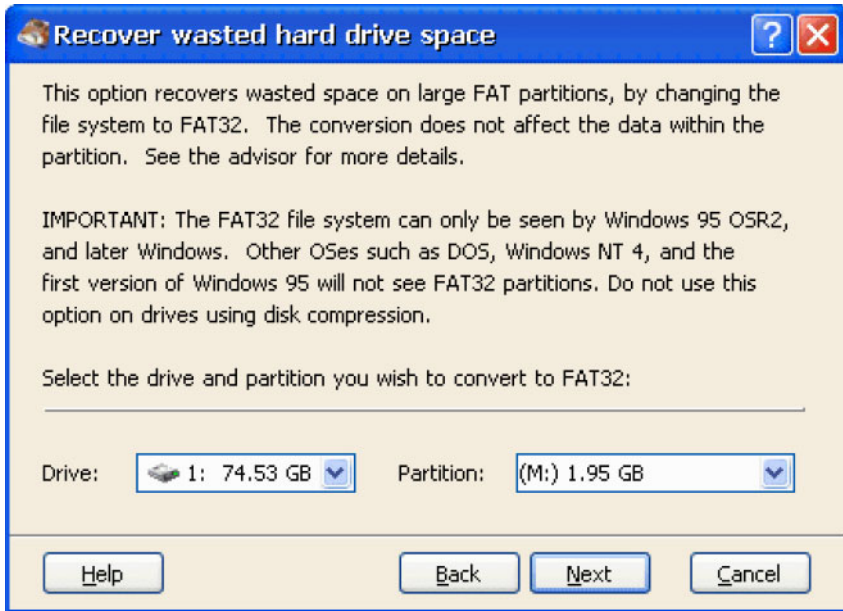 Recover wasted hard drive space
This option recovers wasted space on large FAT partitions, by changing the
file system to FAT32.  The conversion does not affect the data within the
partition.  See the advisor for more details.
IMPORTANT: The FAT32 file system can only be seen by Windows 95 OSR2,
and later Windows.  Other OSes such as DOS, Windows NT 4, and the
first version of Windows 95 will not see FAT32 partitions. Do not use this
option on drives using disk compression.
Select the drive and partition you wish to convert to FAT32:
Drive: 1:  74.53 GB Partition: (M:) 1.95 GB
Help Back Next Cancel